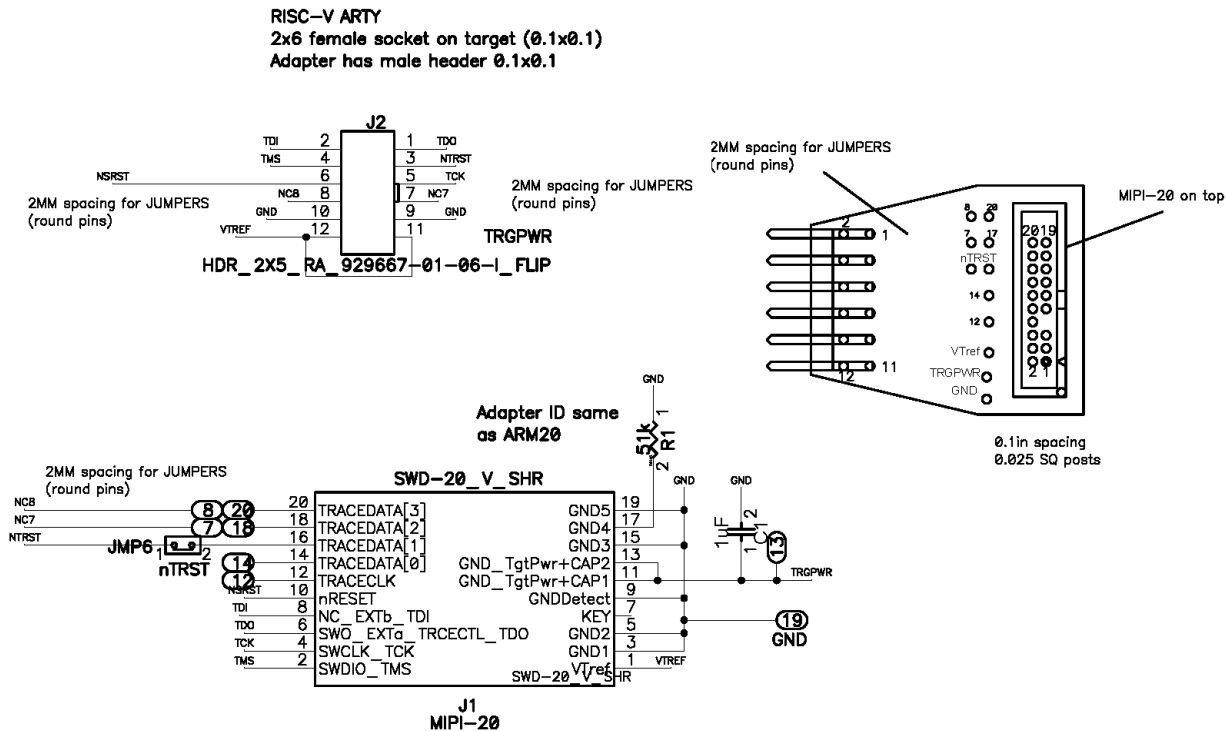 RISC-V ARTY
2x6 female socket on target (0.1x0.1)
Adapter has male header 0.1x0.1
J2
TDI 2 1 TDO
TMS 4 3 NTRST
NSRST 6 5 TCK
NC8 8 7 NC7
GND 10 9 GND
VTREF 12 11
TRGPWR
HDR_2X5_RA_929667-01-06-I_FLIP
2MM spacing for JUMPERS
(round pins)
2MM spacing for JUMPERS
(round pins)
2MM spacing for JUMPERS
(round pins)
MIPI-20 on top
8 20
7 17
nTRST
14
12
VTref
TRGPWR
GND
2 1
12 11
20 19
2 1
0.1in spacing
0.025 SQ posts
Adapter ID same
as ARM20
GND
51k
R1
1
2
2MM spacing for JUMPERS
(round pins)
SWD-20_V_SHR
NC8 8 20 20 TRACEDATA[3]
NC7 7 18 18 TRACEDATA[2]
NTRST JMP6 1 2 16 TRACEDATA[1]
nTRST
14 14 TRACEDATA[0]
12 12 TRACECLK
NSRST 10 nRESET
TDI 8 NC_EXTb_TDI
TDO 6 SWO_EXTa_TRCECTL_TDO
TCK 4 SWCLK_TCK
TMS 2 SWDIO_TMS
GND5 19
GND4 17
GND3 15
GND_TgtPwr+CAP2 13
GND_TgtPwr+CAP1 11
GNDDetect 9
KEY 7
GND2 5
GND1 3
VTref 1 VTREF
SWD-20_V_SHR
GND
GND
1uF
C1
1
2
13
TRGPWR
19
GND
J1
MIPI-20